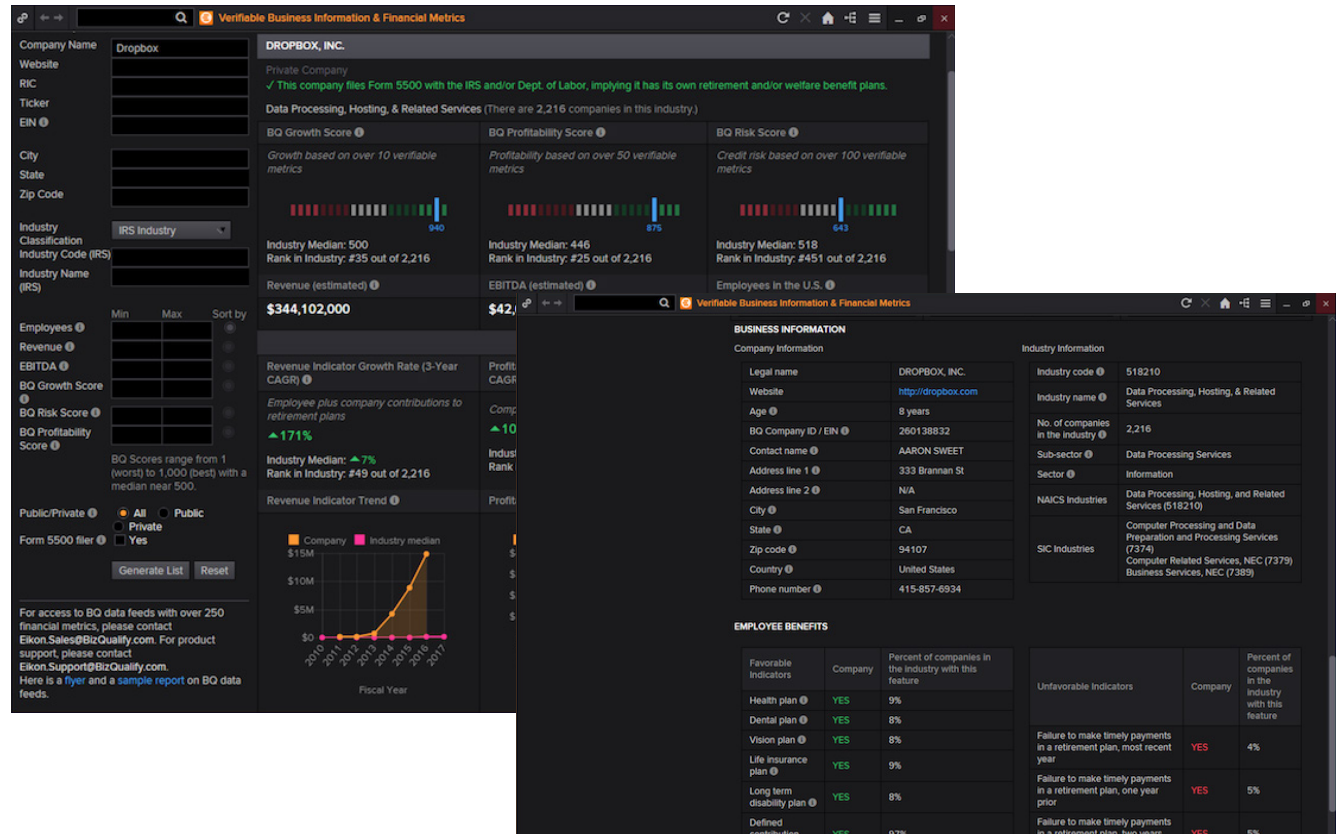 Verifiable Business Information & Financial Metrics
Company Name
Dropbox
Website
RIC
Ticker
EIN
City
State
Zip Code
Industry
Classification
IRS Industry
Industry Code (IRS)
Industry Name
(IRS)
Min Max Sort by
Employees
Revenue
EBITDA
BQ Growth Score
BQ Risk Score
BQ Profitability
Score
BQ Scores range from 1
(worst) to 1,000 (best) with a
median near 500.
Public/Private
All Public
Private
Form 5500 filer
Yes
Generate List Reset
For access to BQ data feeds with over 250
financial metrics, please contact
Eikon.Sales@BizQualify.com. For product
support, please contact
Eikon.Support@BizQualify.com.
Here is a flyer and a sample report on BQ data
feeds.
DROPBOX, INC.
Private Company
✓ This company files Form 5500 with the IRS and/or Dept. of Labor, implying it has its own retirement and/or welfare benefit plans.
Data Processing, Hosting, & Related Services (There are 2,216 companies in this industry.)
BQ Growth Score
Growth based on over 10 verifiable
metrics
940
Industry Median: 500
Rank in Industry: #35 out of 2,216
BQ Profitability Score
Profitability based on over 50 verifiable
metrics
875
Industry Median: 446
Rank in Industry: #25 out of 2,216
BQ Risk Score
Credit risk based on over 100 verifiable
metrics
643
Industry Median: 518
Rank in Industry: #451 out of 2,216
Revenue (estimated)
$344,102,000
EBITDA (estimated)
$42,
Employees in the U.S.
Revenue Indicator Growth Rate (3-Year
CAGR)
Employee plus company contributions to
retirement plans
171%
Industry Median: 7%
Rank in Industry: #49 out of 2,216
Revenue Indicator Trend
Company Industry median
$15M
$10M
$5M
$0
2010 2011 2012 2013 2014 2015 2016 2017
Fiscal Year
CAGR
10
Rank
Verifiable Business Information & Financial Metrics
BUSINESS INFORMATION
Company Information
Legal name DROPBOX, INC.
Website http://dropbox.com
Age 8 years
BQ Company ID / EIN 260138832
Contact name AARON SWEET
Address line 1 333 Brannan St
Address line 2 N/A
City San Francisco
State CA
Zip code 94107
Country United States
Phone number 415-857-6934
Industry Information
Industry code 518210
Industry name Data Processing, Hosting, & Related
Services
No. of companies
in the industry 2,216
Sub-sector Data Processing Services
Sector Information
NAICS Industries Data Processing, Hosting, and Related
Services (518210)
SIC Industries Computer Processing and Data
Preparation and Processing Services
(7374)
Computer Related Services, NEC (7379)
Business Services, NEC (7389)
EMPLOYEE BENEFITS
Favorable
Indicators
Company
Percent of companies in
the industry with this
feature
Health plan YES 9%
Dental plan YES 8%
Vision plan YES 8%
Life insurance
plan YES 9%
Long term
disability plan YES 8%
Defined
contribution YES 97%
Unfavorable Indicators
Company
Percent of
companies
in the
industry
with this
feature
Failure to make timely payments
in a retirement plan, most recent
year YES 4%
Failure to make timely payments
in a retirement plan, one year
prior YES 5%
Failure to make timely payments
in a retirement plan, two years YES 5%